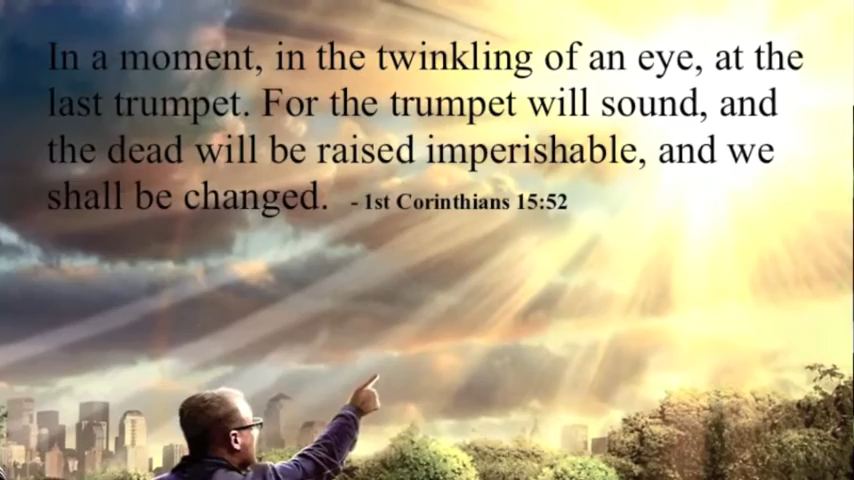 In a moment, in the twinkling of an eye, at the
last trumpet. For the trumpet will sound, and
the dead will be raised imperishable, and we
shall be changed. - 1st Corinthians 15:52